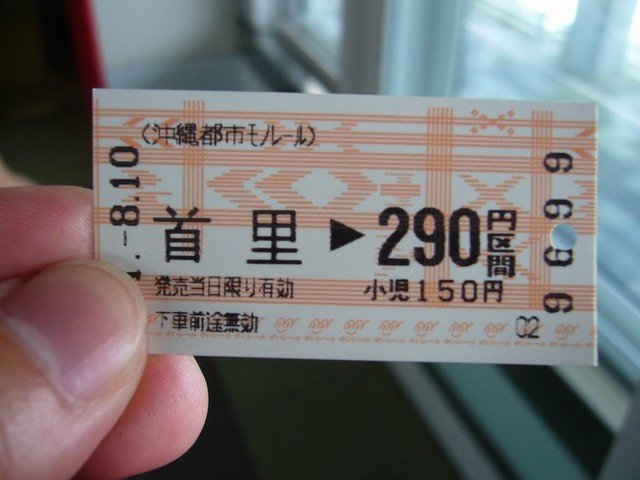 (沖縄都市モノレール)
-8.10
首里▶290円区間
発売当日限り有効 小児150円
下車前途無効
02
6699